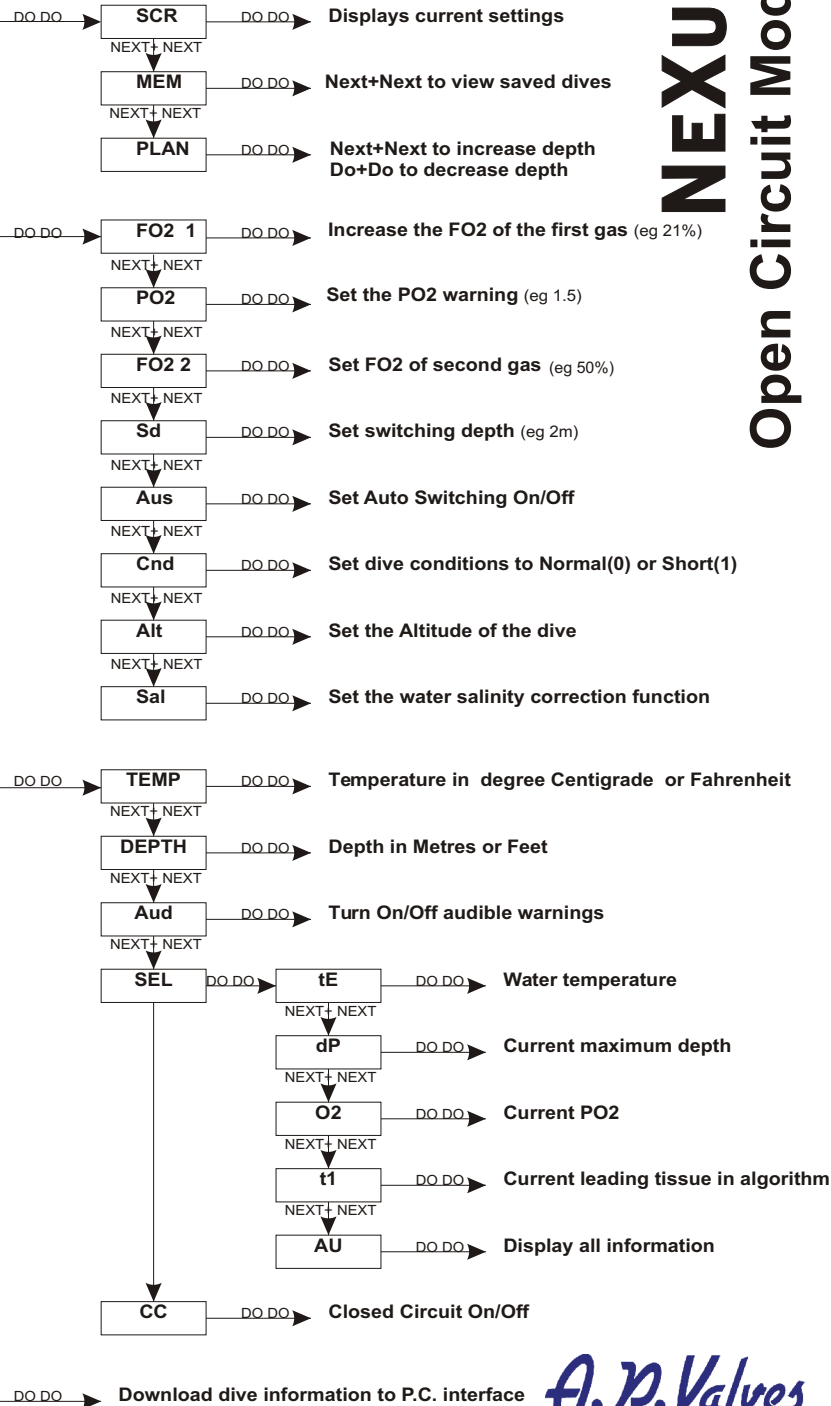 DO DO SCR DO DO Displays current settings
NEXT+ NEXT
MEM DO DO Next+Next to view saved dives
NEXT+ NEXT
PLAN DO DO Next+Next to increase depth
Do+Do to decrease depth
DO DO FO2 1 DO DO Increase the FO2 of the first gas (eg 21%)
NEXT+ NEXT
PO2 DO DO Set the PO2 warning (eg 1.5)
NEXT+ NEXT
FO2 2 DO DO Set FO2 of second gas (eg 50%)
NEXT+ NEXT
Sd DO DO Set switching depth (eg 2m)
NEXT+ NEXT
Aus DO DO Set Auto Switching On/Off
NEXT+ NEXT
Cnd DO DO Set dive conditions to Normal(0) or Short(1)
NEXT+ NEXT
Alt DO DO Set the Altitude of the dive
NEXT+ NEXT
Sal DO DO Set the water salinity correction function
DO DO TEMP DO DO Temperature in degree Centigrade or Fahrenheit
NEXT+ NEXT
DEPTH DO DO Depth in Metres or Feet
NEXT+ NEXT
Aud DO DO Turn On/Off audible warnings
NEXT+ NEXT
SEL DO DO tE DO DO Water temperature
NEXT+ NEXT
dP DO DO Current maximum depth
NEXT+ NEXT
O2 DO DO Current PO2
NEXT+ NEXT
t1 DO DO Current leading tissue in algorithm
NEXT+ NEXT
AU DO DO Display all information
CC DO DO Closed Circuit On/Off
DO DO Download dive information to P.C. interface
A.P.Valves
NEXU
Open Circuit Mod